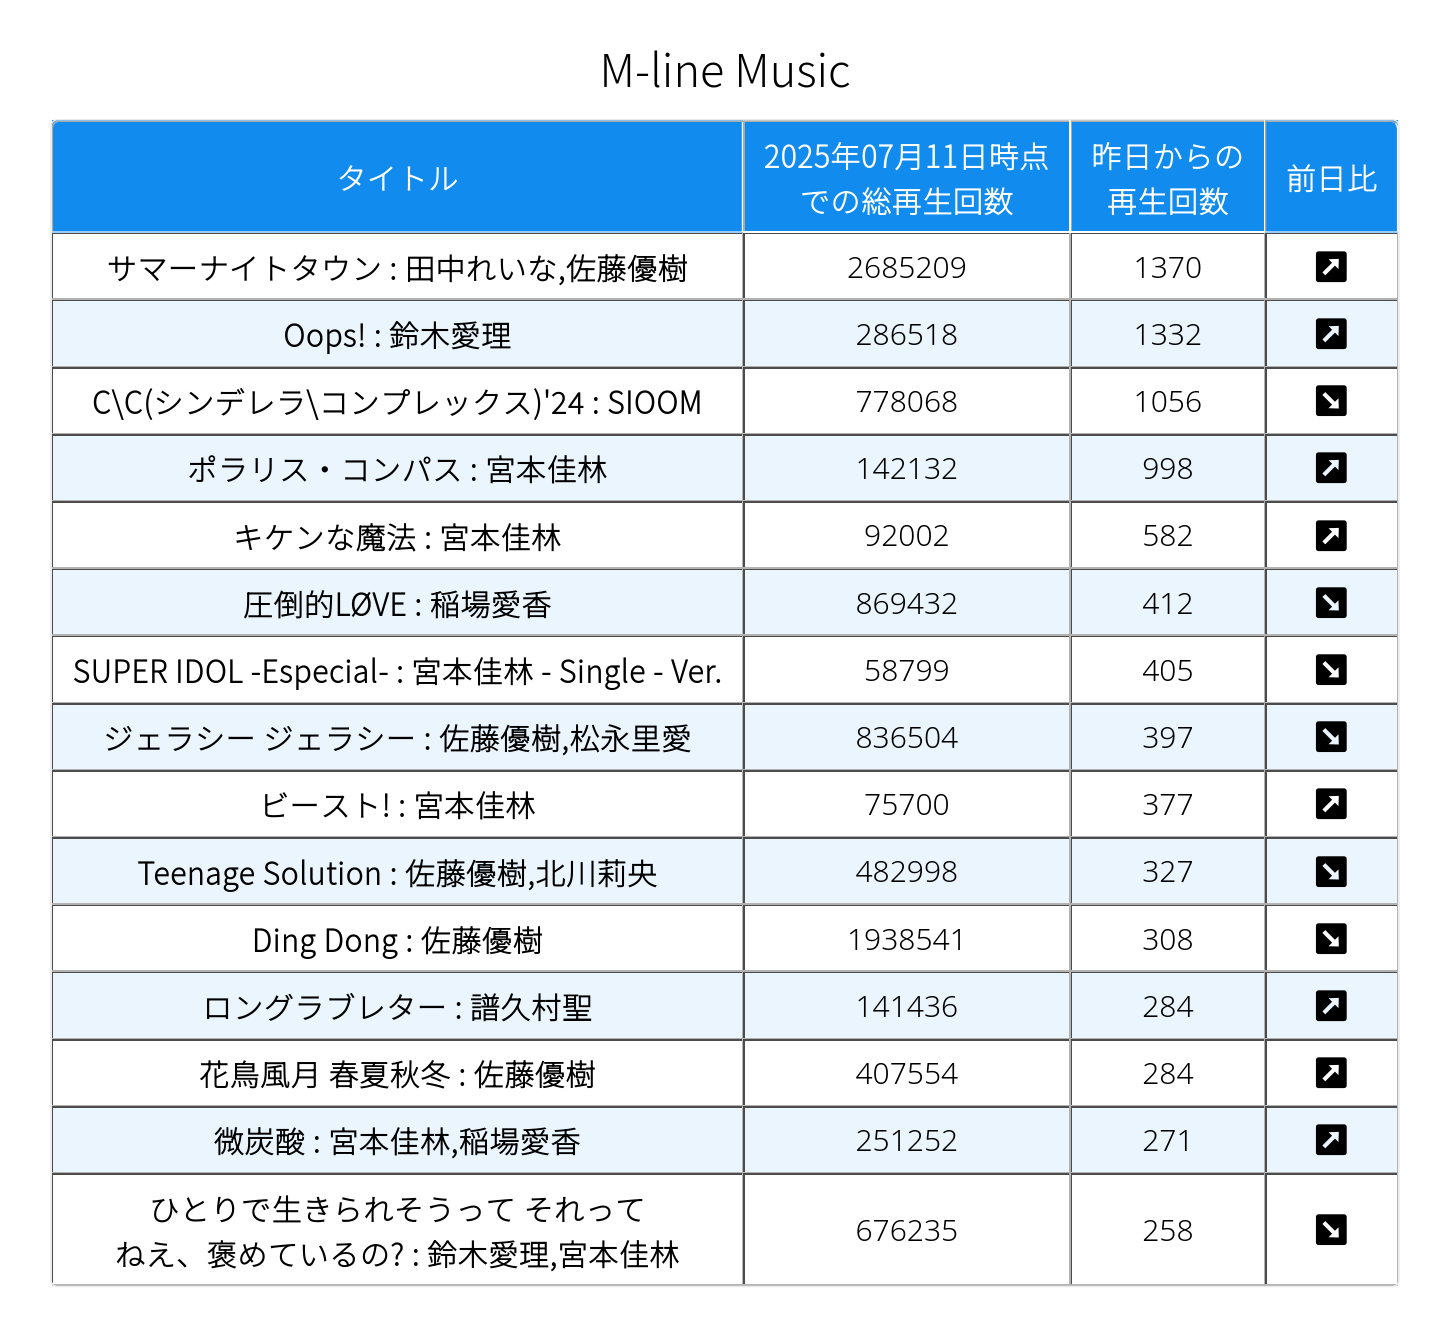 M-line Music
タイトル
2025年07月11日時点
での総再生回数
昨日からの
再生回数
前日比
サマーナイトタウン : 田中れいな,佐藤優樹 2685209 1370
Oops! : 鈴木愛理 286518 1332
C\C(シンデレラ\コンプレックス)'24 : SIOOM 778068 1056
ポラリス・コンパス : 宮本佳林 142132 998
キケンな魔法 : 宮本佳林 92002 582
圧倒的LØVE : 稲場愛香 869432 412
SUPER IDOL -Especial- : 宮本佳林 - Single - Ver. 58799 405
ジェラシー ジェラシー : 佐藤優樹,松永里愛 836504 397
ビースト! : 宮本佳林 75700 377
Teenage Solution : 佐藤優樹,北川莉央 482998 327
Ding Dong : 佐藤優樹 1938541 308
ロングラブレター : 譜久村聖 141436 284
花鳥風月 春夏秋冬 : 佐藤優樹 407554 284
微炭酸 : 宮本佳林,稲場愛香 251252 271
ひとりで生きられそうって それって
ねえ、褒めているの? : 鈴木愛理,宮本佳林 676235 258